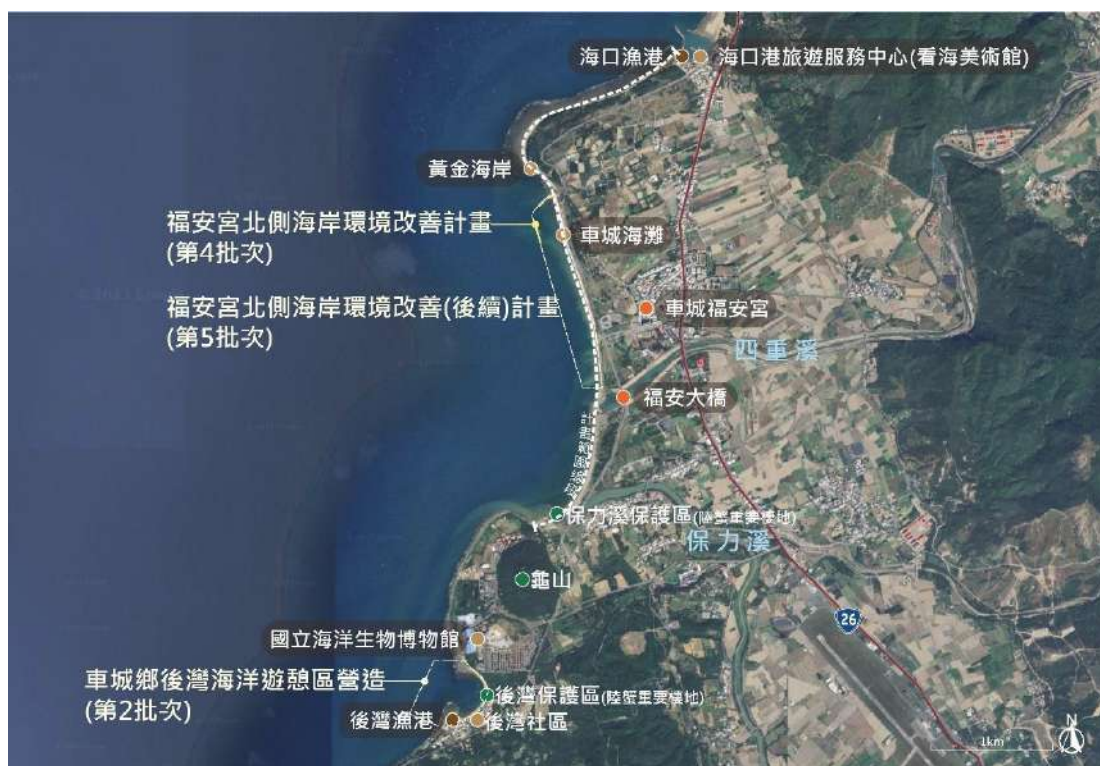 海口漁港
海口港旅遊服務中心(看海美術館)
黃金海岸
福安宮北側海岸環境改善計畫
(第4批次)
車城海灘
福安宮北側海岸環境改善(後續)計畫
(第5批次)
車城福安宮
四重溪
福安大橋
保力溪保護區(陸蟹重要棲地)
保力溪
龜山
26
國立海洋生物博物館
車城鄉後灣海洋遊憩區營造
(第2批次)
後灣保護區(陸蟹重要棲地)
後灣漁港
後灣社區
N
1km